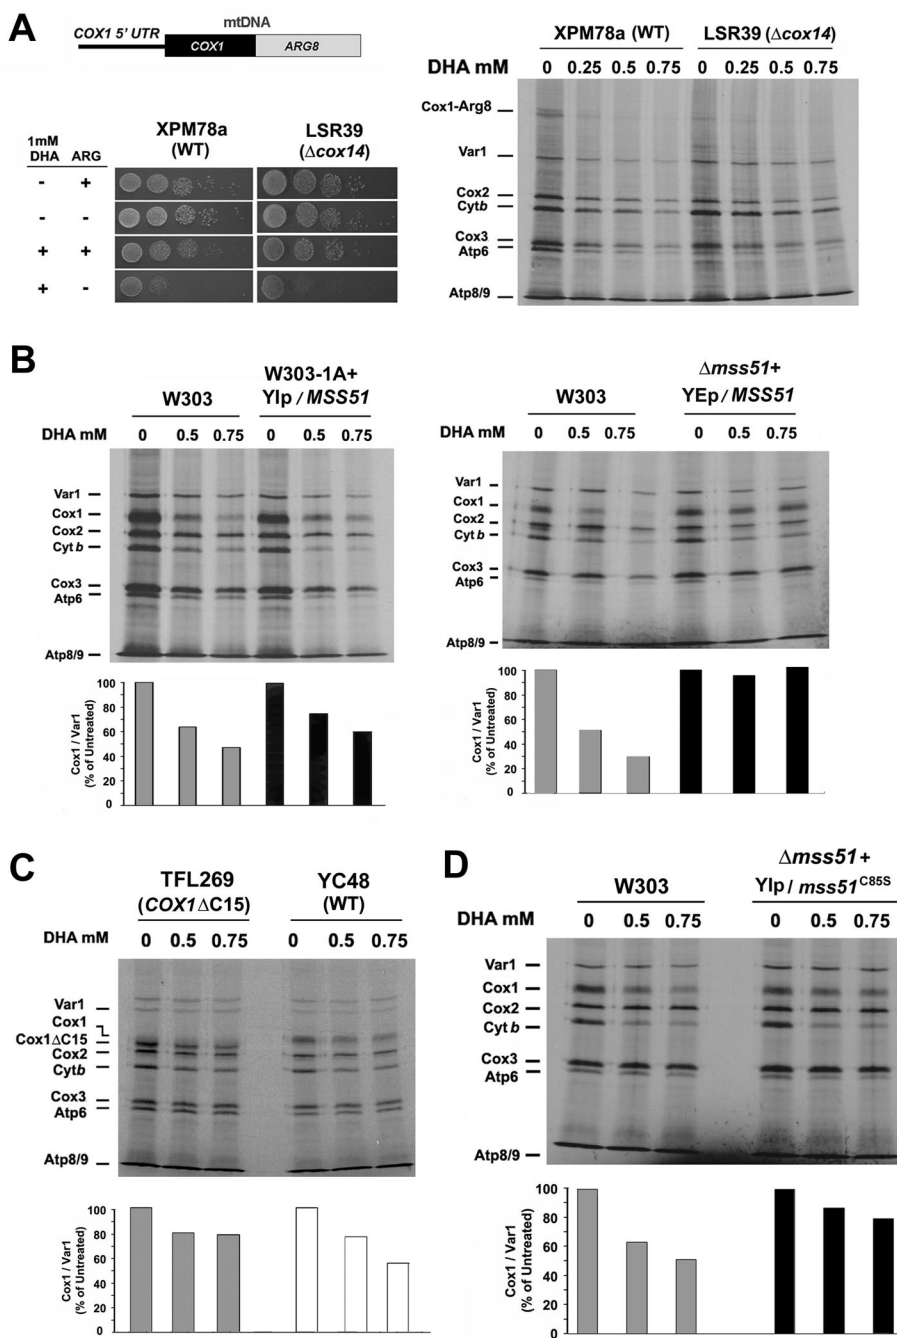 A
mtDNA
COX1 5' UTR
COX1
ARG8
1mM
DHA
ARG
XPM78a
(WT)
LSR39
(Δcox14)
- +
- -
+ +
+ -
XPM78a (WT)
LSR39 (Δcox14)
DHA mM
0 0.25 0.5 0.75 0 0.25 0.5 0.75
Cox1-Arg8
Var1
Cox2
Cytb
Cox3
Atp6
Atp8/9
B
W303
W303-1A+
YIp / MSS51
DHA mM 0 0.5 0.75 0 0.5 0.75
Var1
Cox1
Cox2
Cyt b
Cox3
Atp6
Atp8/9
Cox1 / Var1
(% of Untreated)
100
80
60
40
20
0
W303
Δmss51+
YEp / MSS51
DHA mM 0 0.5 0.75 0 0.5 0.75
Var1
Cox1
Cox2
Cyt b
Cox3
Atp6
Atp8/9
Cox1 / Var1
(% of Untreated)
100
80
60
40
20
0
C
TFL269
(COX1ΔC15)
YC48
(WT)
DHA mM 0 0.5 0.75 0 0.5 0.75
Var1
Cox1
Cox1ΔC15
Cox2
Cytb
Cox3
Atp6
Atp8/9
Cox1 / Var1
(% of Untreated)
100
80
60
40
80
0
D
W303
Δmss51+
YIp / mss51C85S
DHA mM 0 0.5 0.75 0 0.5 0.75
Var1
Cox1
Cox2
Cyt b
Cox3
Atp6
Atp8/9
Cox1 / Var1
(% of Untreated)
100
80
60
40
20
0